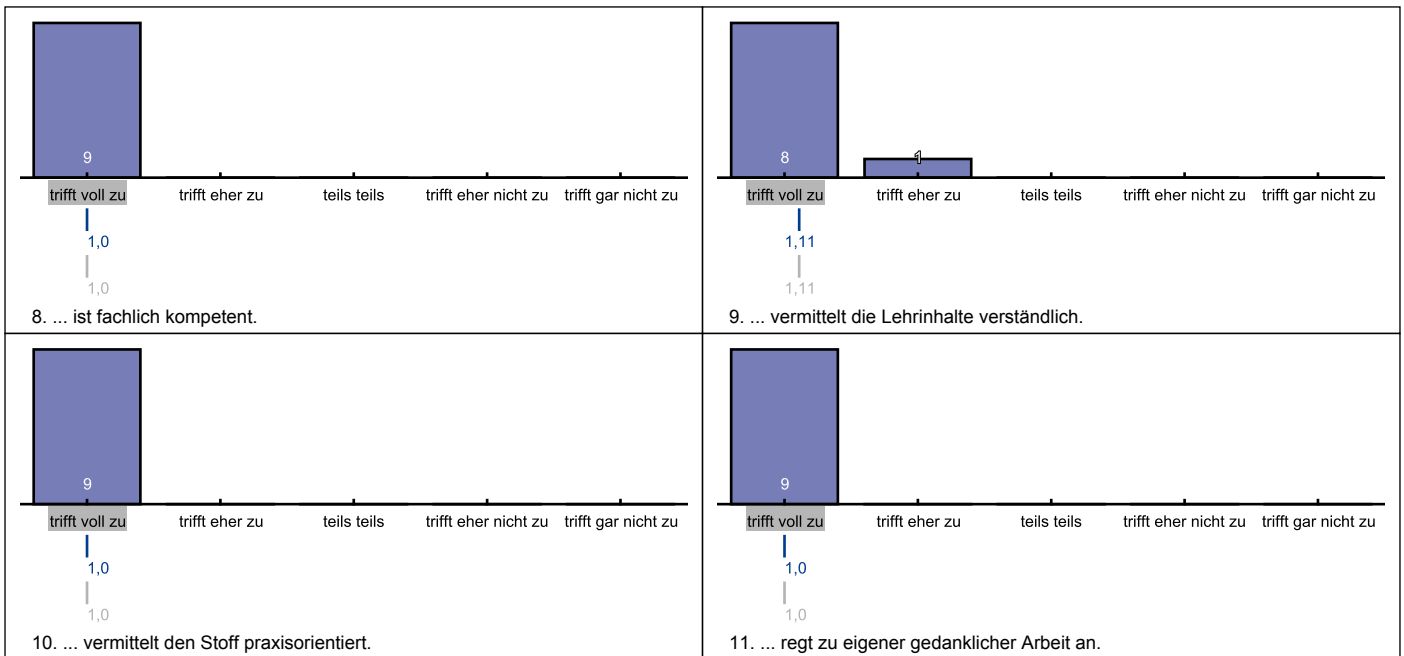 9
trifft voll zu trifft eher zu teils teils trifft eher nicht zu trifft gar nicht zu
1,0
1,0
8. ... ist fachlich kompetent.
8 1
trifft voll zu trifft eher zu teils teils trifft eher nicht zu trifft gar nicht zu
1,11
1,11
9. ... vermittelt die Lehrinhalte verständlich.
9
trifft voll zu trifft eher zu teils teils trifft eher nicht zu trifft gar nicht zu
1,0
1,0
10. ... vermittelt den Stoff praxisorientiert.
9
trifft voll zu trifft eher zu teils teils trifft eher nicht zu trifft gar nicht zu
1,0
1,0
11. ... regt zu eigener gedanklicher Arbeit an.